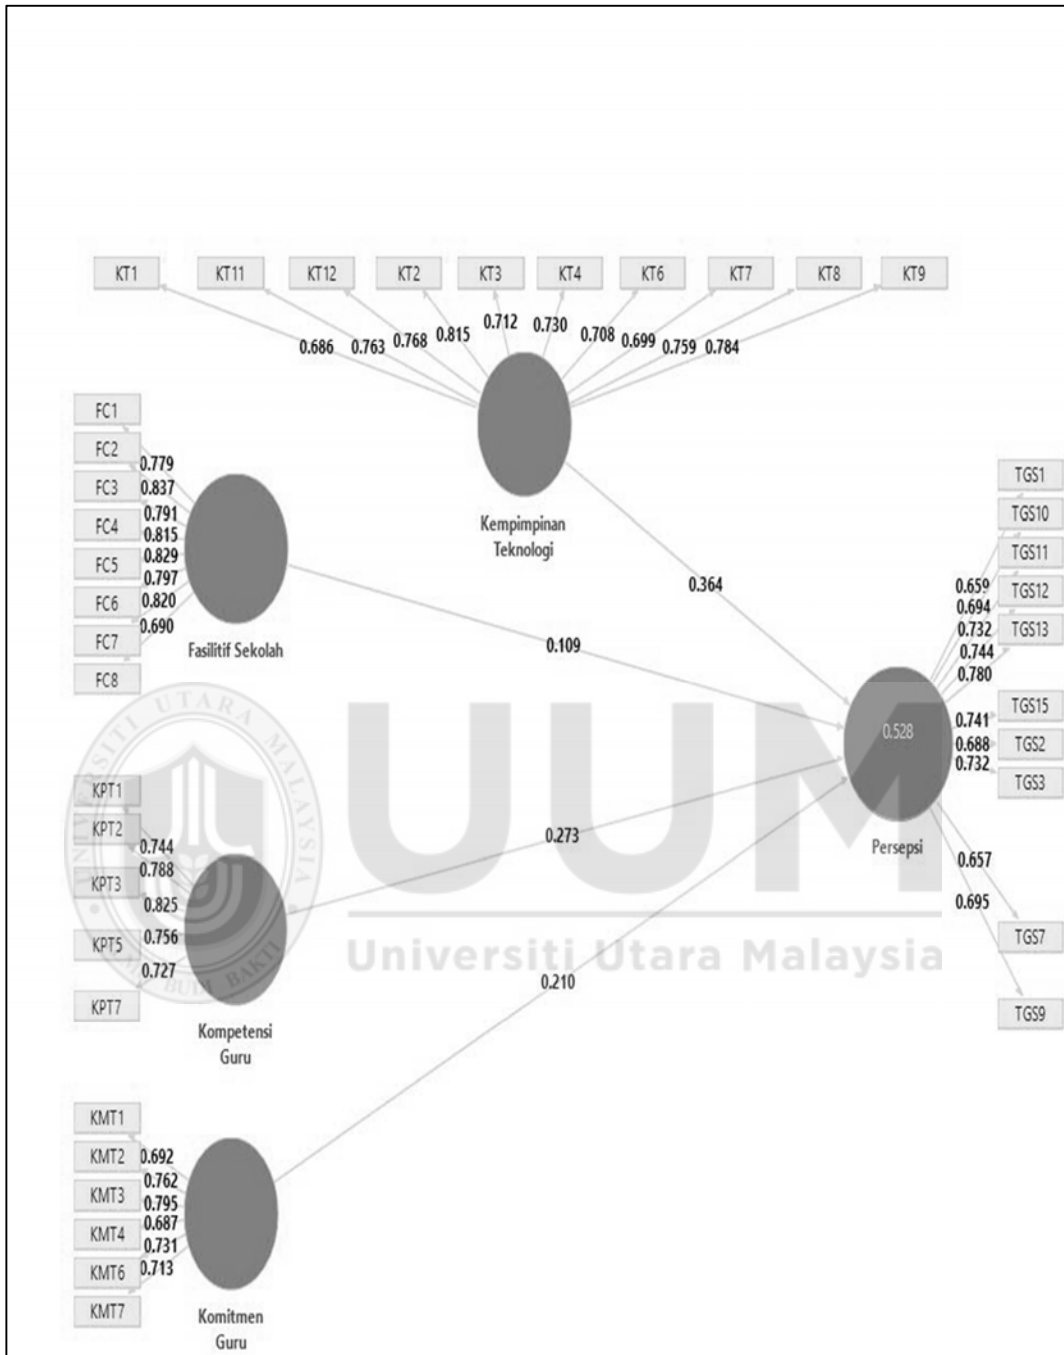 KT1 KT11 KT12 KT2 KT3 KT4 KT6 KT7 KT8 KT9
0.686 0.763 0.768 0.815 0.712 0.730 0.708 0.699 0.759 0.784
Kempimpinan
Teknologi
FC1
FC2
FC3
FC4
FC5
FC6
FC7
FC8
0.779
0.837
0.791
0.815
0.829
0.797
0.820
0.690
Fasilitif Sekolah
KPT1
KPT2
KPT3
KPT5
KPT7
0.744
0.788
0.825
0.756
0.727
Kompetensi
Guru
KMT1
KMT2
KMT3
KMT4
KMT6
KMT7
0.692
0.762
0.795
0.687
0.731
0.713
Komitmen
Guru
0.364
0.109
0.273
0.210
0.528
Persepsi
0.659
0.694
0.732
0.744
0.780
0.741
0.688
0.732
0.657
0.695
TGS1
TGS10
TGS11
TGS12
TGS13
TGS15
TGS2
TGS3
TGS7
TGS9
UNIVERSITI UTARA MALAYSIA
BUDI BAKTI
UUM
Universiti Utara Malaysia